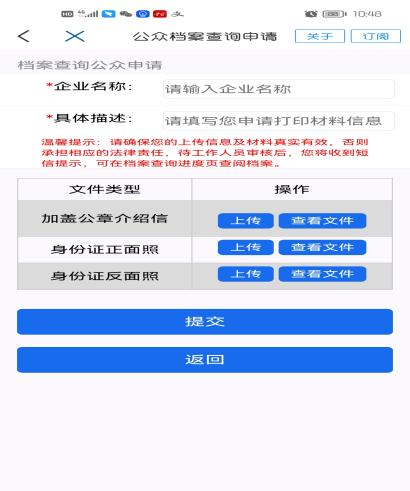 HD 4G 10:48
公众档案查询申请 关于 订阅
档案查询公众申请
*企业名称: 请输入企业名称
*具体描述: 请填写您申请打印材料信息
温馨提示: 请确保您的上传信息及材料真实有效, 否则
承担相应的法律责任, 待工作人员审核后, 您将收到短
信提示, 可在档案查询进度页查阅档案。
文件类型 操作
加盖公章介绍信 上传 查看文件
身份证正面照 上传 查看文件
身份证反面照 上传 查看文件
提交
返回